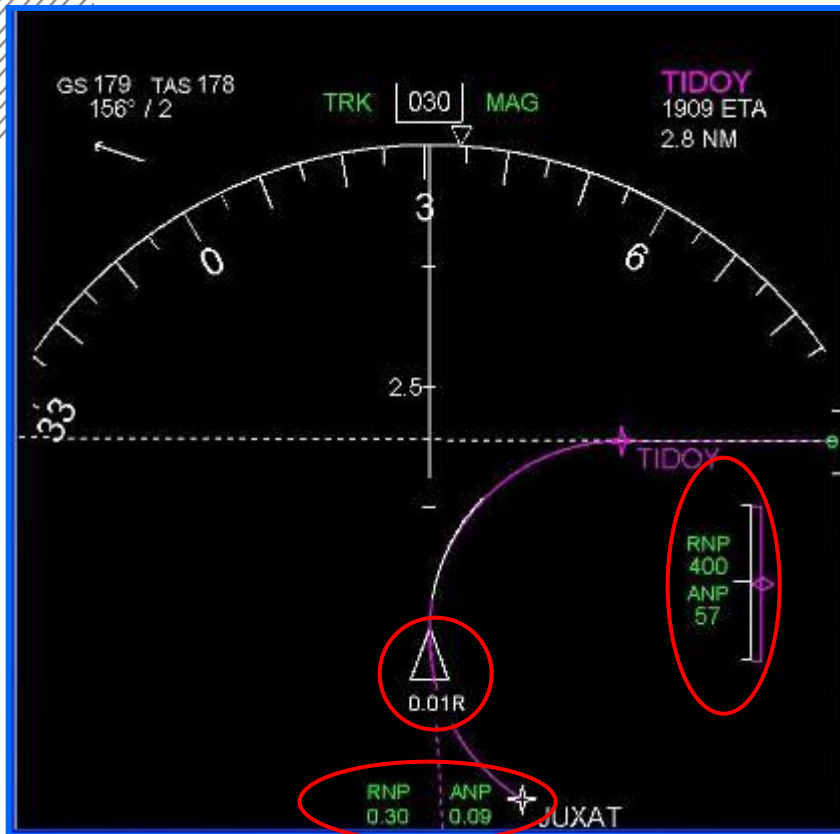 GS 179 TAS 178
156° / 2
TRK 030 MAG
TIDOY
1909 ETA
2.8 NM
3
0
6
33
2.5
TIDOY
RNP
400
ANP
57
0.01R
RNP ANP
0.30 0.09
JUXAT